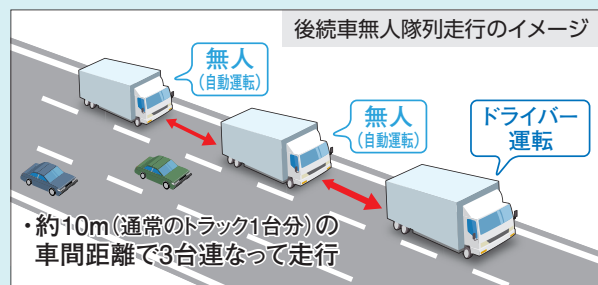 後続車無人隊列走行のイメージ
無人
(自動運転)
無人
(自動運転)
ドライバー
運転
・約10m(通常のトラック1台分)の
車間距離で3台連なって走行